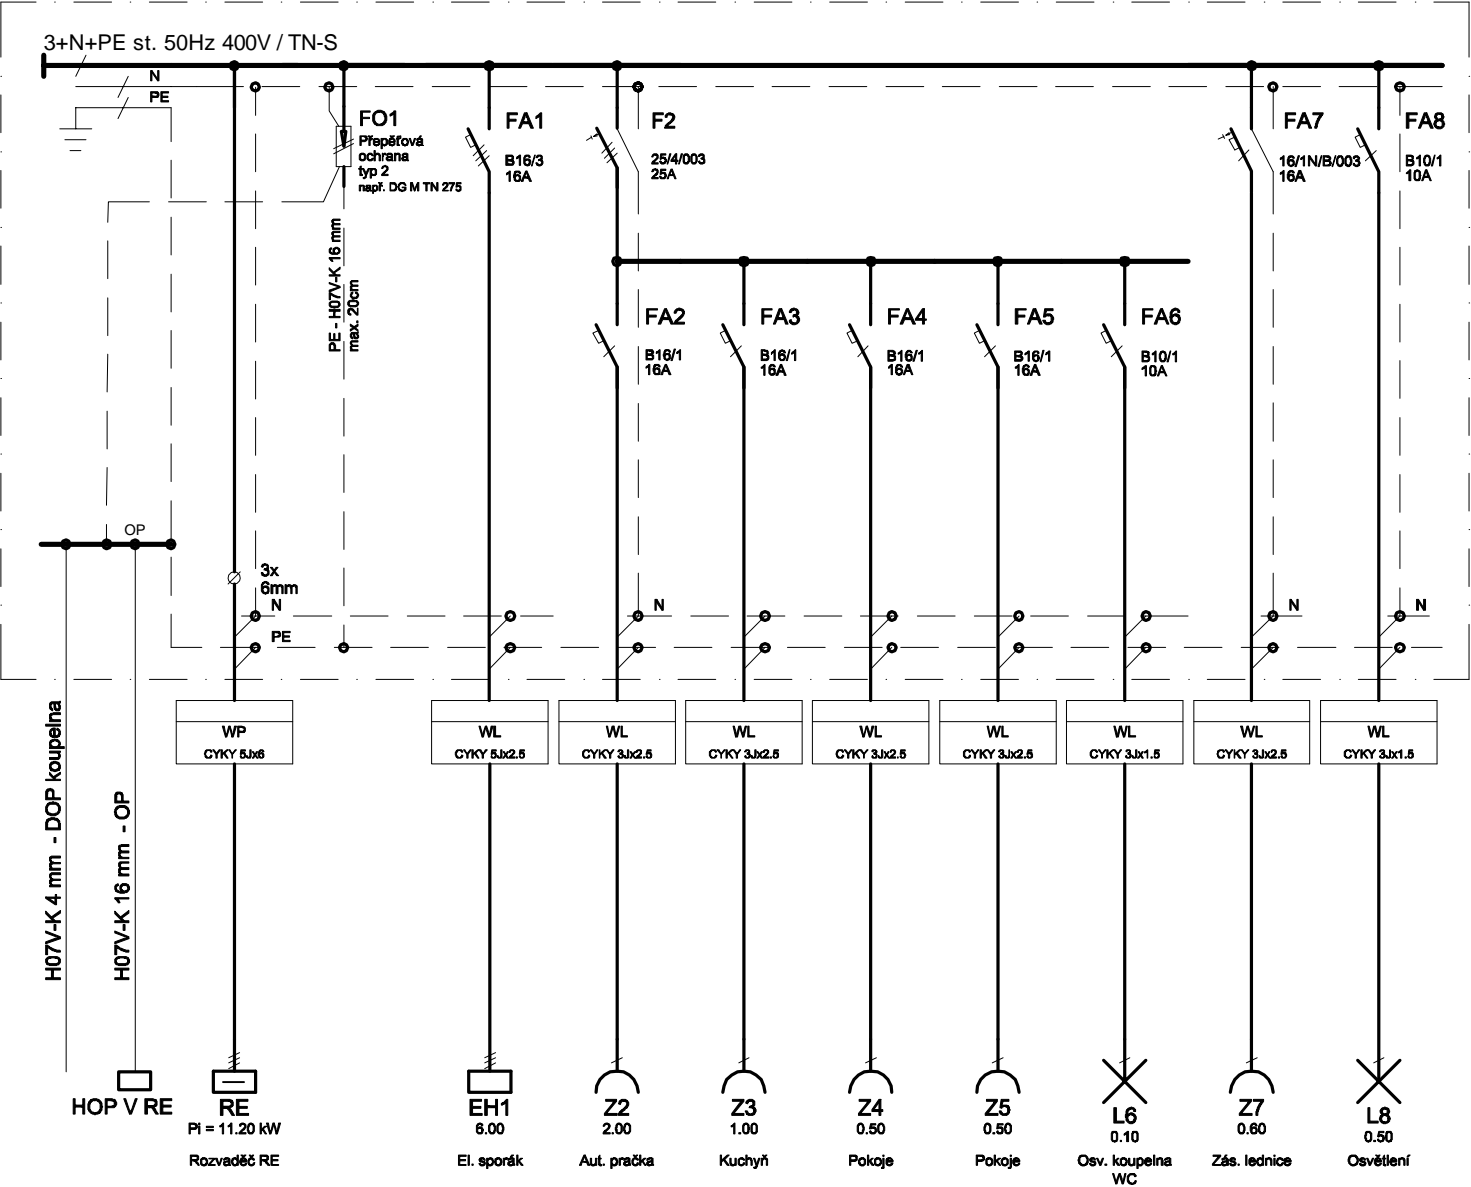 3+N+PE st. 50Hz 400V / TN-S
N
PE
FO1
Přepěťová
ochrana
typ 2
např. DG M TN 275
FA1
B16/3
16A
F2
25/4/003
25A
FA7
16/1N/B/003
16A
FA8
B10/1
10A
PE - H07V-K 16 mm
max. 20cm
FA2
B16/1
16A
FA3
B16/1
16A
FA4
B16/1
16A
FA5
B16/1
16A
FA6
B10/1
10A
OP
3x
6mm
N
PE
N
N
N
H07V-K 4 mm - DOP koupelna
H07V-K 16 mm - OP
WP
CYKY 5Jx6
WL
CYKY 5Jx2.5
WL
CYKY 3Jx2.5
WL
CYKY 3Jx2.5
WL
CYKY 3Jx2.5
WL
CYKY 3Jx2.5
WL
CYKY 3Jx1.5
WL
CYKY 3Jx2.5
WL
CYKY 3Jx1.5
HOP V RE
RE
Pi = 11.20 kW
Rozvaděč RE
EH1
6.00
El. sporák
Z2
2.00
Aut. pračka
Z3
1.00
Kuchyň
Z4
0.50
Pokoje
Z5
0.50
Pokoje
L6
0.10
Osv. koupelna
WC
Z7
0.60
Zás. lednice
L8
0.50
Osvětlení